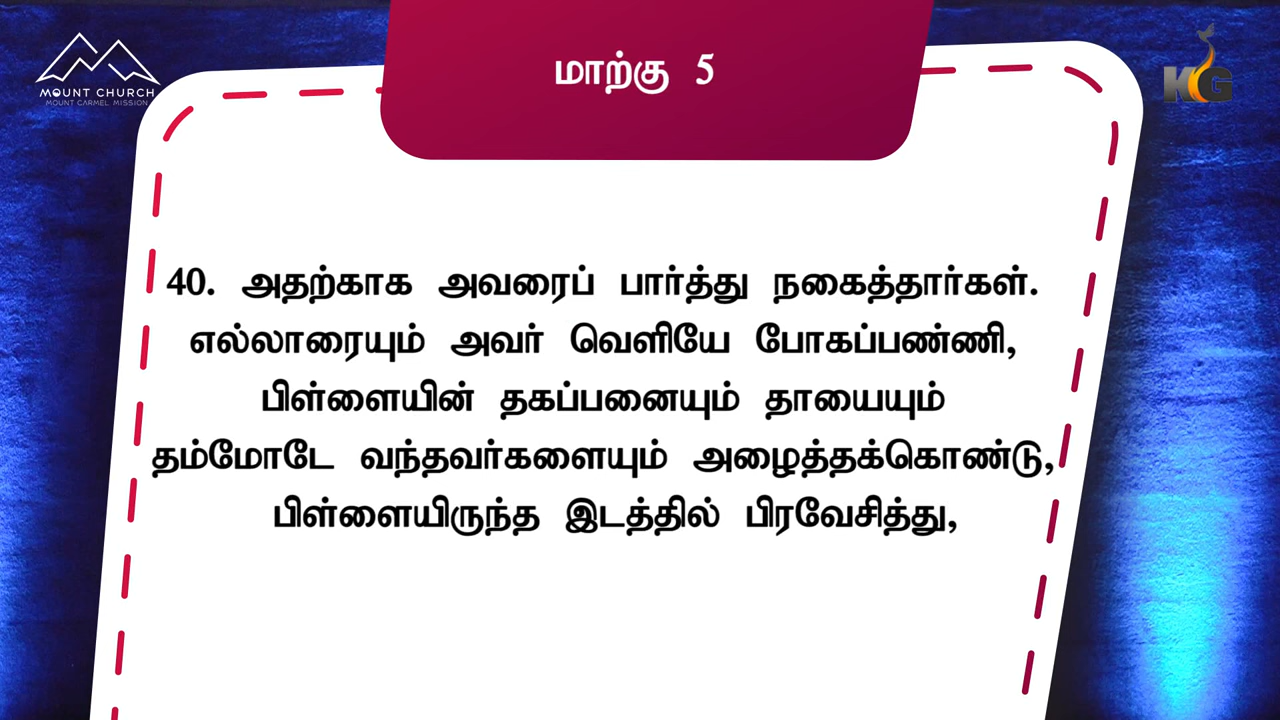 மாற்கு 5
MOUNT CHURCH
MOUNT CARMEL MISSION
KG
40. அதற்காக அவரைப் பார்த்து நகைத்தார்கள்.
எல்லாரையும் அவர் வெளியே போகப்பண்ணி,
பிள்ளையின் தகப்பனையும் தாயையும்
தம்மோடே வந்தவர்களையும் அழைத்தக்கொண்டு,
பிள்ளையிருந்த இடத்தில் பிரவேசித்து,